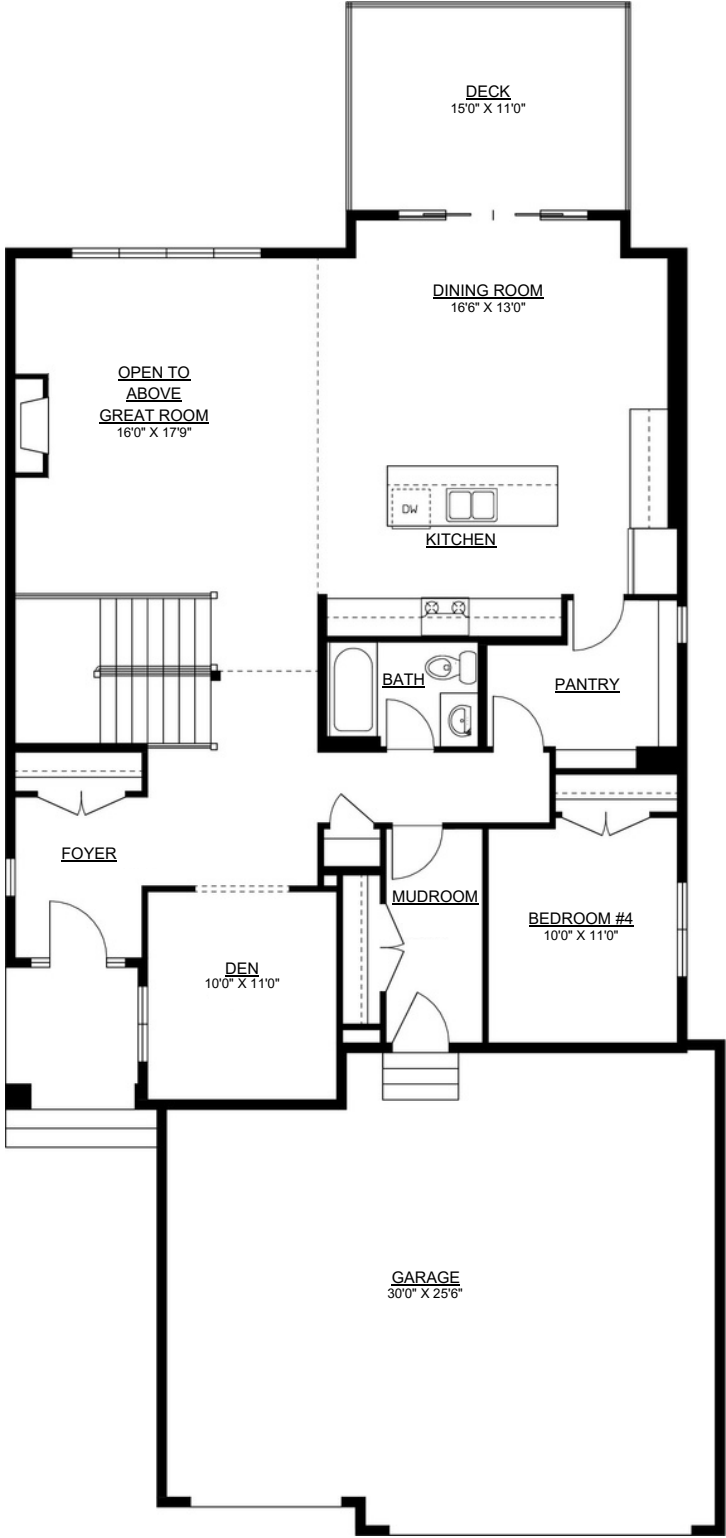 DECK
15'0" X 11'0"
DINING ROOM
16'6" X 13'0"
OPEN TO
ABOVE
GREAT ROOM
16'0" X 17'9"
DW
KITCHEN
BATH
PANTRY
FOYER
MUDROOM
BEDROOM #4
10'0" X 11'0"
DEN
10'0" X 11'0"
GARAGE
30'0" X 25'6"